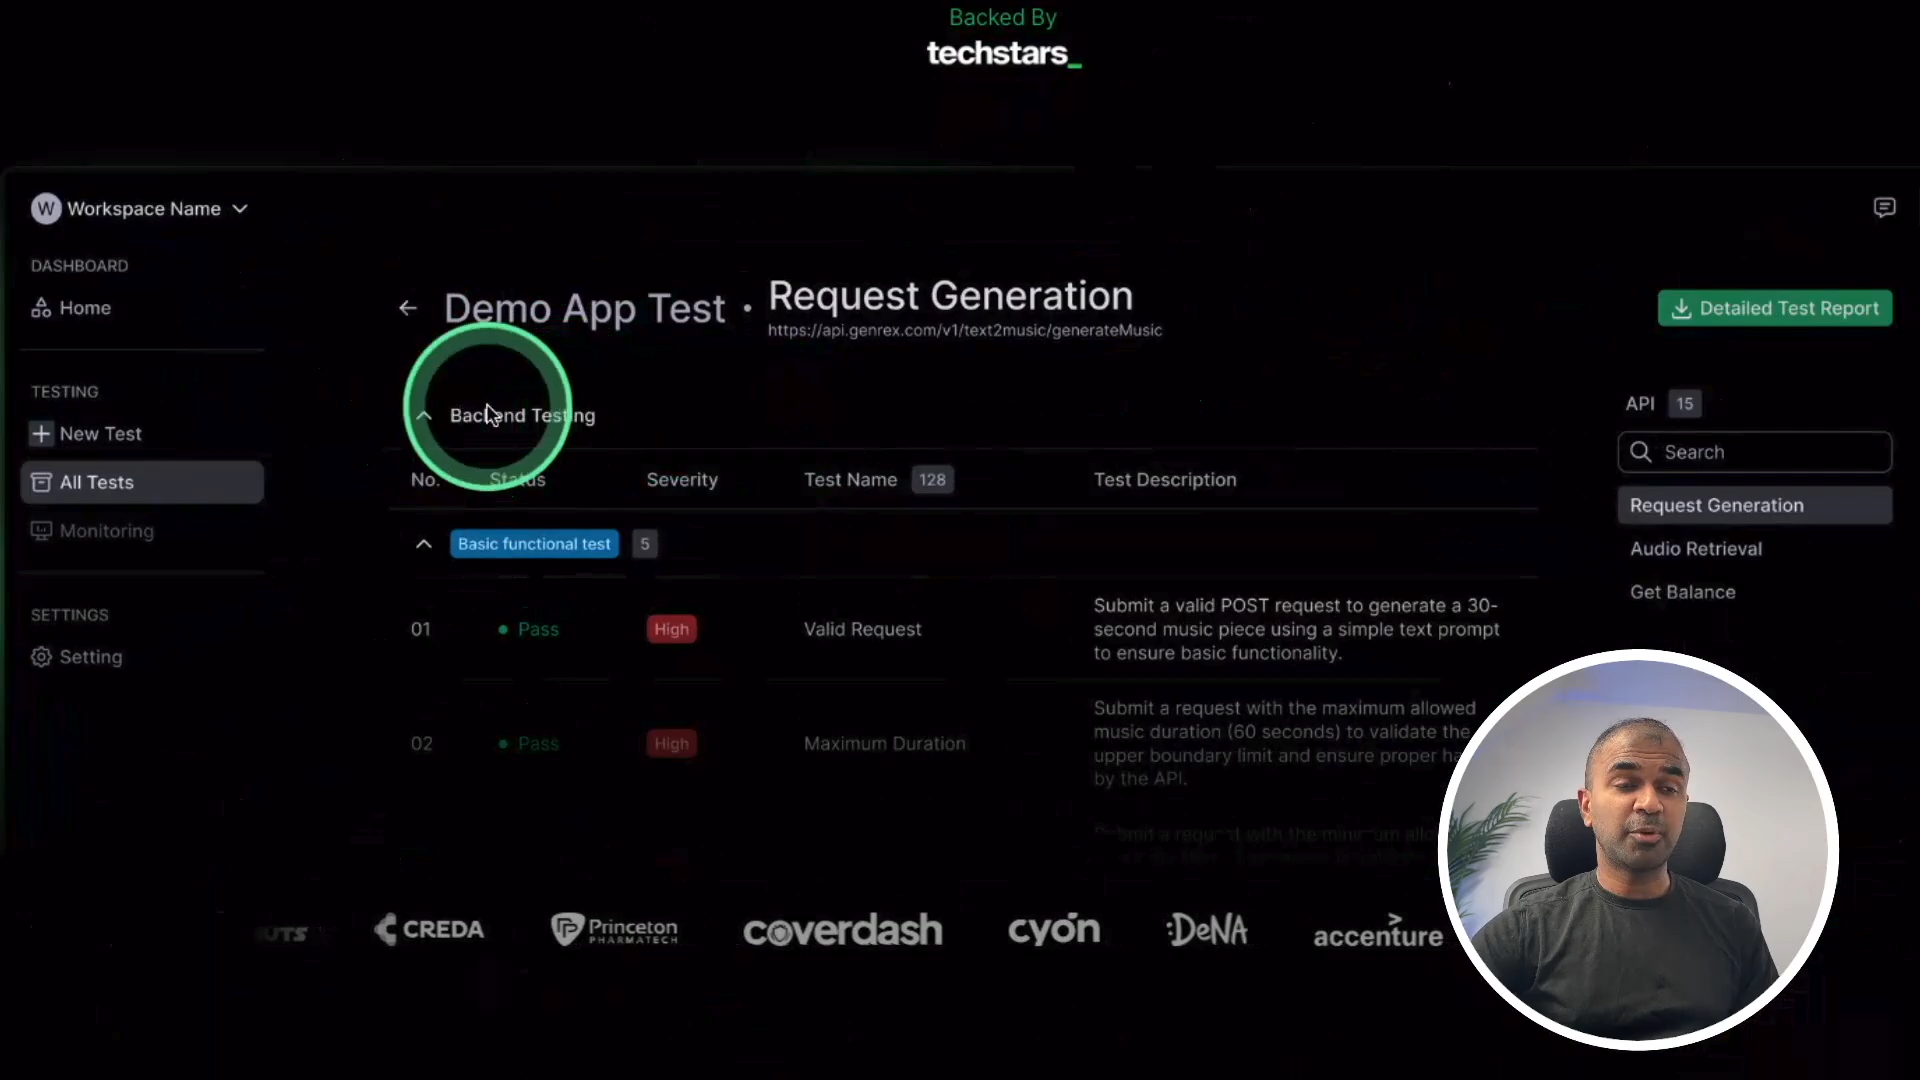 Backed By
techstars_
W Workspace Name
DASHBOARD
Home
TESTING
New Test
All Tests
Monitoring
SETTINGS
Setting
Demo App Test · Request Generation
https://api.genrex.com/v1/text2music/generateMusic
Detailed Test Report
Backend Testing
No. Status Severity Test Name 128 Test Description
Basic functional test 5
01 Pass High Valid Request
Submit a valid POST request to generate a 30-
second music piece using a simple text prompt
to ensure basic functionality.
02 Pass High Maximum Duration
Submit a request with the maximum allowed
music duration (60 seconds) to validate the
upper boundary limit and ensure proper
by the API.
Submit a request with the minimum
API 15
Search
Request Generation
Audio Retrieval
Get Balance
CREDA
Princeton
PHARMATECH
coverdash
cyon
:DeNA
accenture